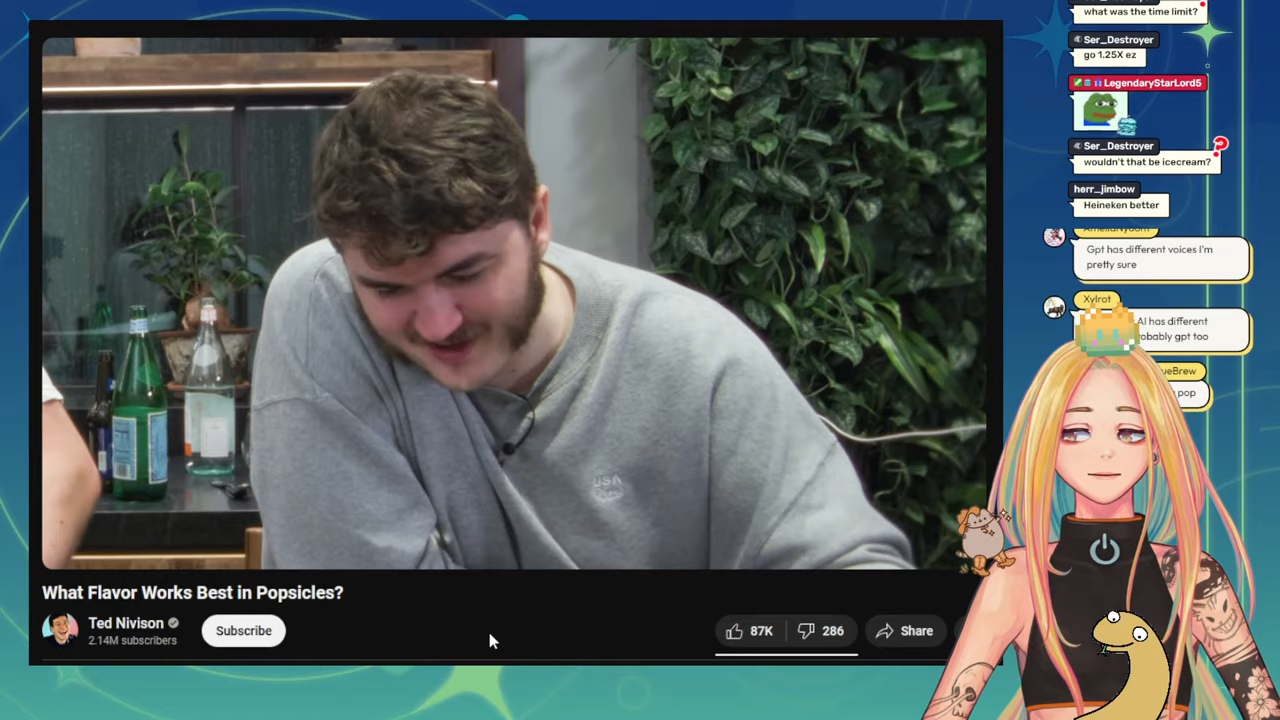 What Flavor Works Best in Popsicles?
Ted Nivison
2.14M subscribers
Subscribe
87K
286
Share
USA
what was the time limit?
Ser_Destroyer
go 1.25X ez
LegendaryStarLord5
Ser_Destroyer
wouldn't that be icecream?
herr_jimbow
Heineken better
Gpt has different voices I'm
pretty sure
Xylrot
AI has different
gpt too
pop